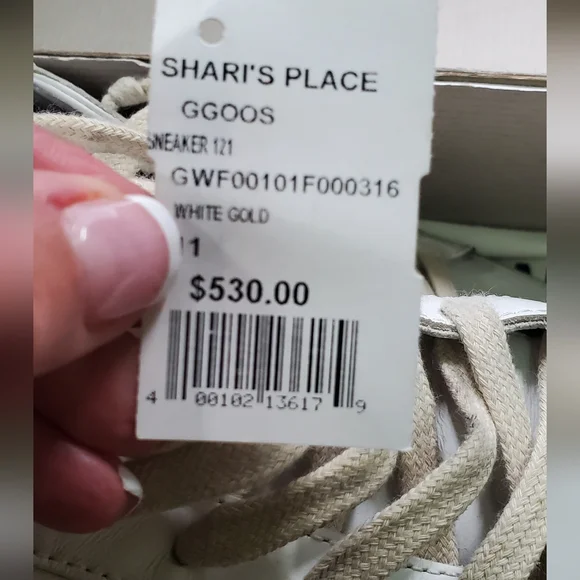 SHARI'S PLACE
GGOOS
SNEAKER 121
GWF00101F000316
WHITE GOLD
11
$530.00
4 00102 13617 9